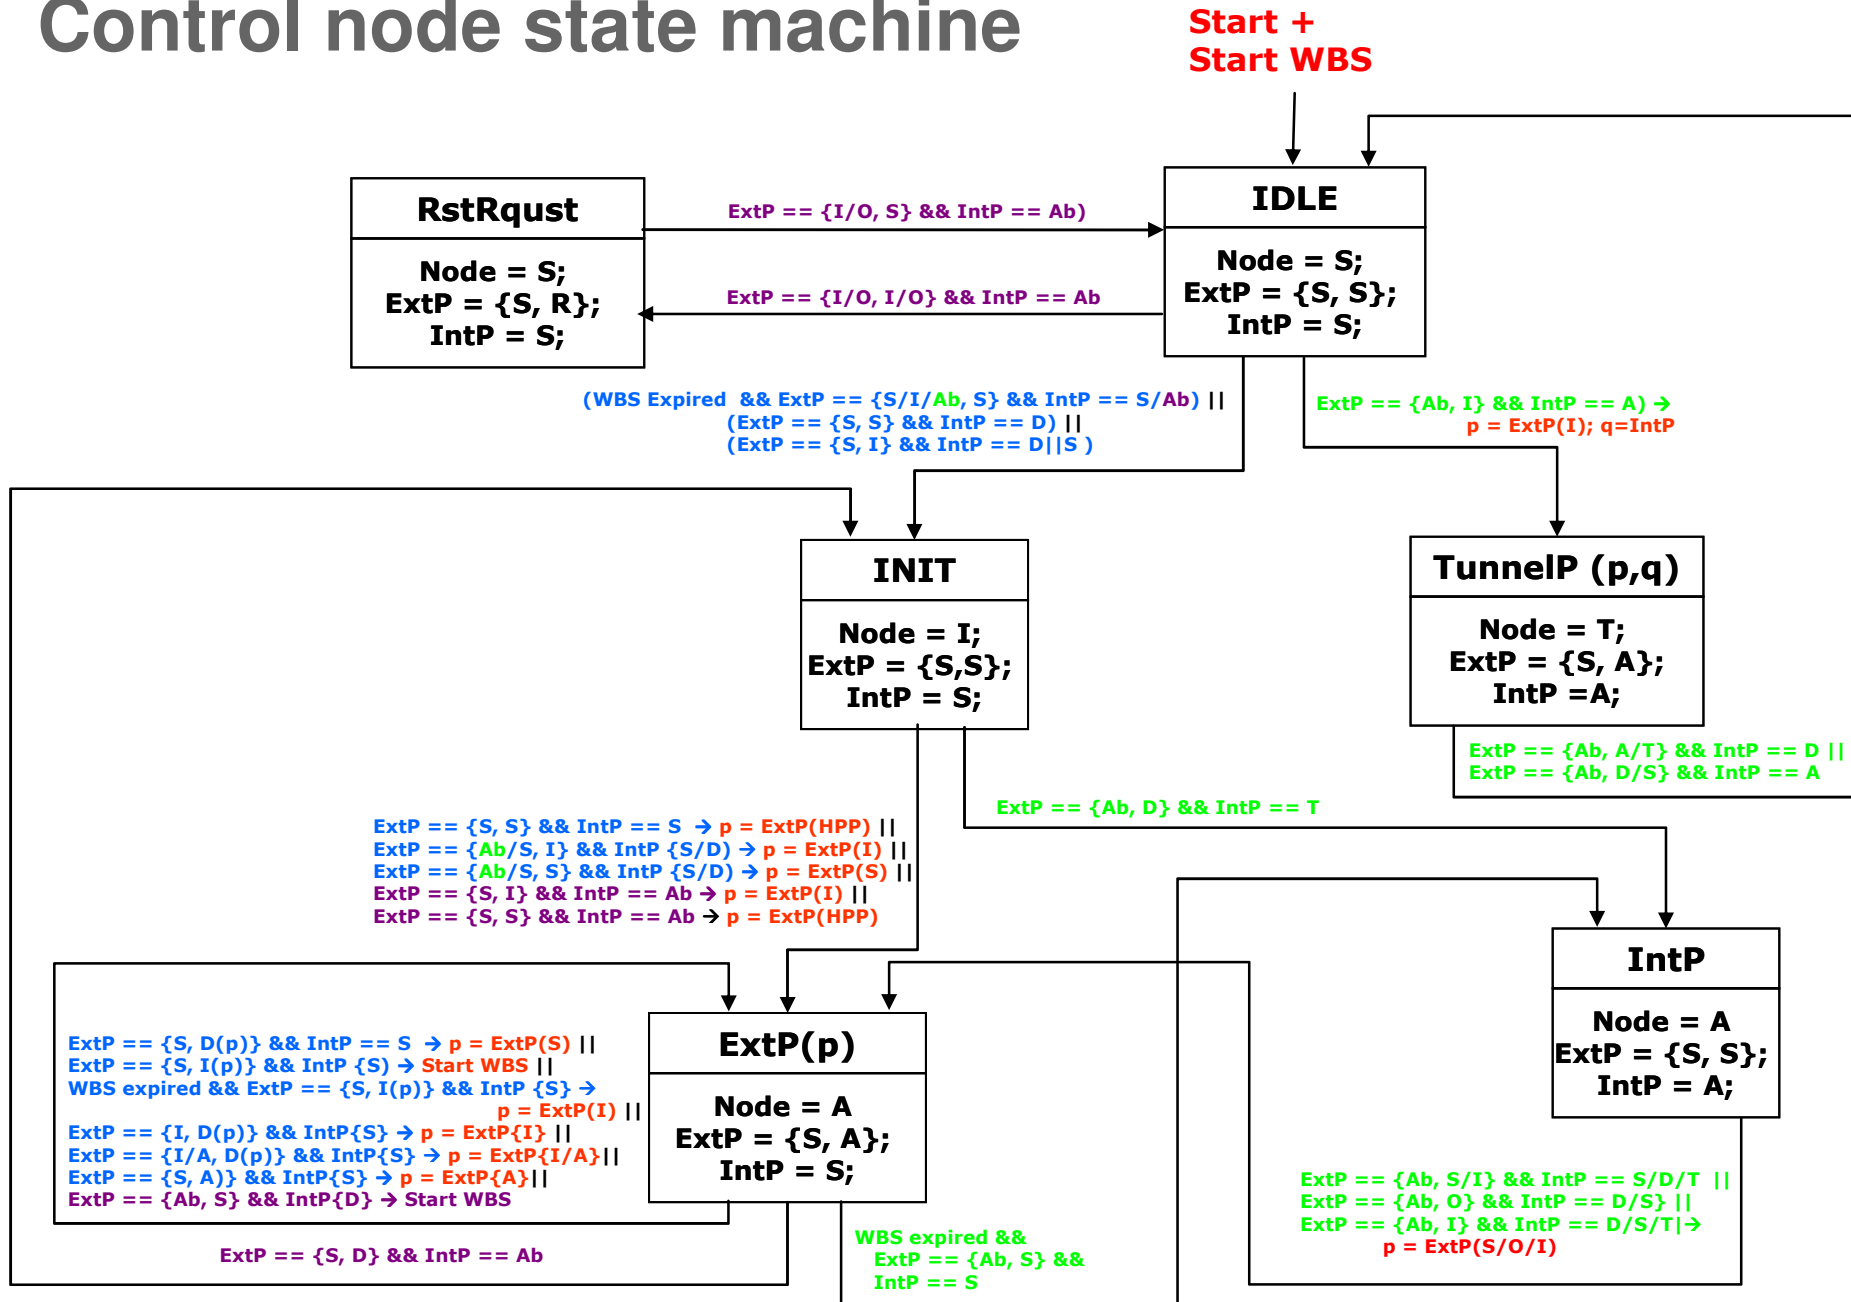 Control node state machine
Start +
Start WBS
RstRqust
Node = S;
ExtP = {S, R};
IntP = S;
ExtP == {I/O, S} && IntP == Ab)
ExtP == {I/O, I/O} && IntP == Ab
IDLE
Node = S;
ExtP = {S, S};
IntP = S;
(WBS Expired && ExtP == {S/I/Ab, S} && IntP == S/Ab) ||
(ExtP == {S, S} && IntP == D) ||
(ExtP == {S, I} && IntP == D||S )
ExtP == {Ab, I} && IntP == A) →
p = ExtP(I); q=IntP
INIT
Node = I;
ExtP = {S,S};
IntP = S;
TunnelP (p,q)
Node = T;
ExtP = {S, A};
IntP =A;
ExtP == {Ab, A/T} && IntP == D ||
ExtP == {Ab, D/S} && IntP == A
ExtP == {Ab, D} && IntP == T
ExtP == {S, S} && IntP == S → p = ExtP(HPP) ||
ExtP == {Ab/S, I} && IntP {S/D) → p = ExtP(I) ||
ExtP == {Ab/S, S} && IntP {S/D) → p = ExtP(S) ||
ExtP == {S, I} && IntP == Ab → p = ExtP(I) ||
ExtP == {S, S} && IntP == Ab → p = ExtP(HPP)
IntP
Node = A
ExtP = {S, S};
IntP = A;
ExtP(p)
Node = A
ExtP = {S, A};
IntP = S;
ExtP == {S, D(p)} && IntP == S → p = ExtP(S) ||
ExtP == {S, I(p)} && IntP {S) → Start WBS ||
WBS expired && ExtP == {S, I(p)} && IntP {S} →
p = ExtP(I) ||
ExtP == {I, D(p)} && IntP{S} → p = ExtP{I} ||
ExtP == {I/A, D(p)} && IntP{S} → p = ExtP{I/A}||
ExtP == {S, A)} && IntP{S} → p = ExtP{A}||
ExtP == {Ab, S} && IntP{D} → Start WBS
ExtP == {S, D} && IntP == Ab
WBS expired &&
ExtP == {Ab, S} &&
IntP == S
ExtP == {Ab, S/I} && IntP == S/D/T ||
ExtP == {Ab, O} && IntP == D/S} ||
ExtP == {Ab, I} && IntP == D/S/T|→
p = ExtP(S/O/I)